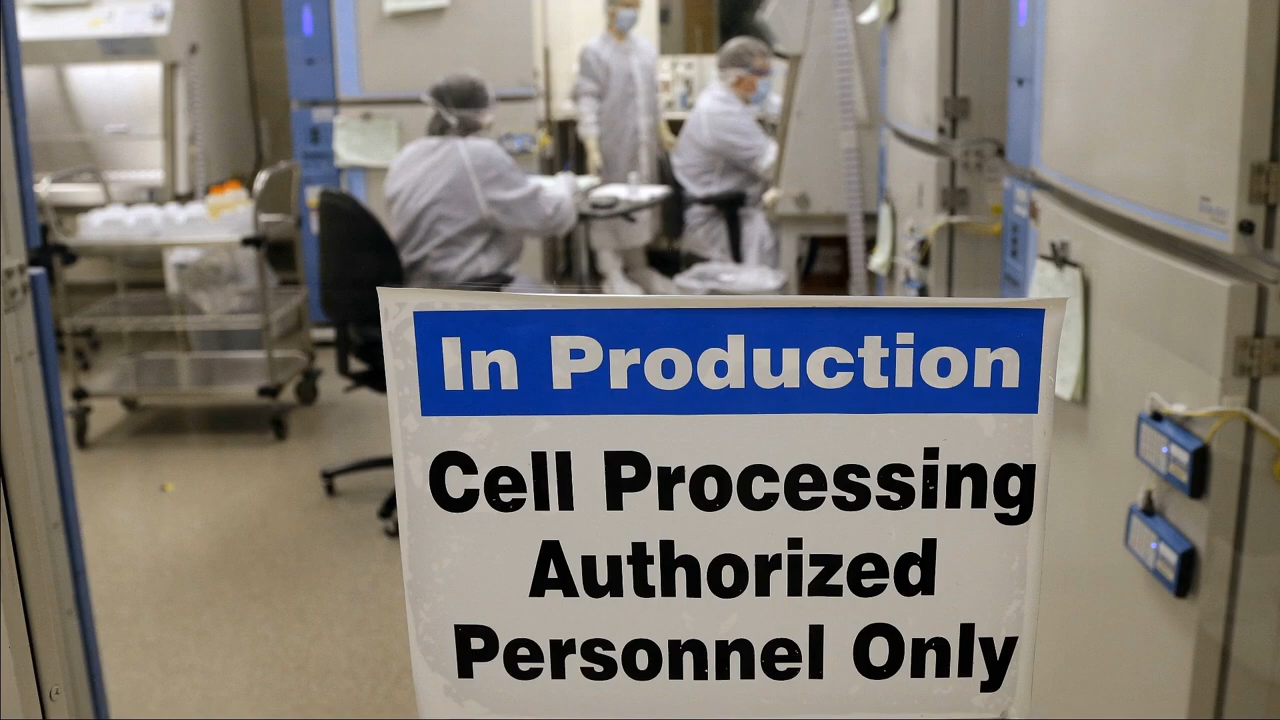 In Production
Cell Processing
Authorized
Personnel Only